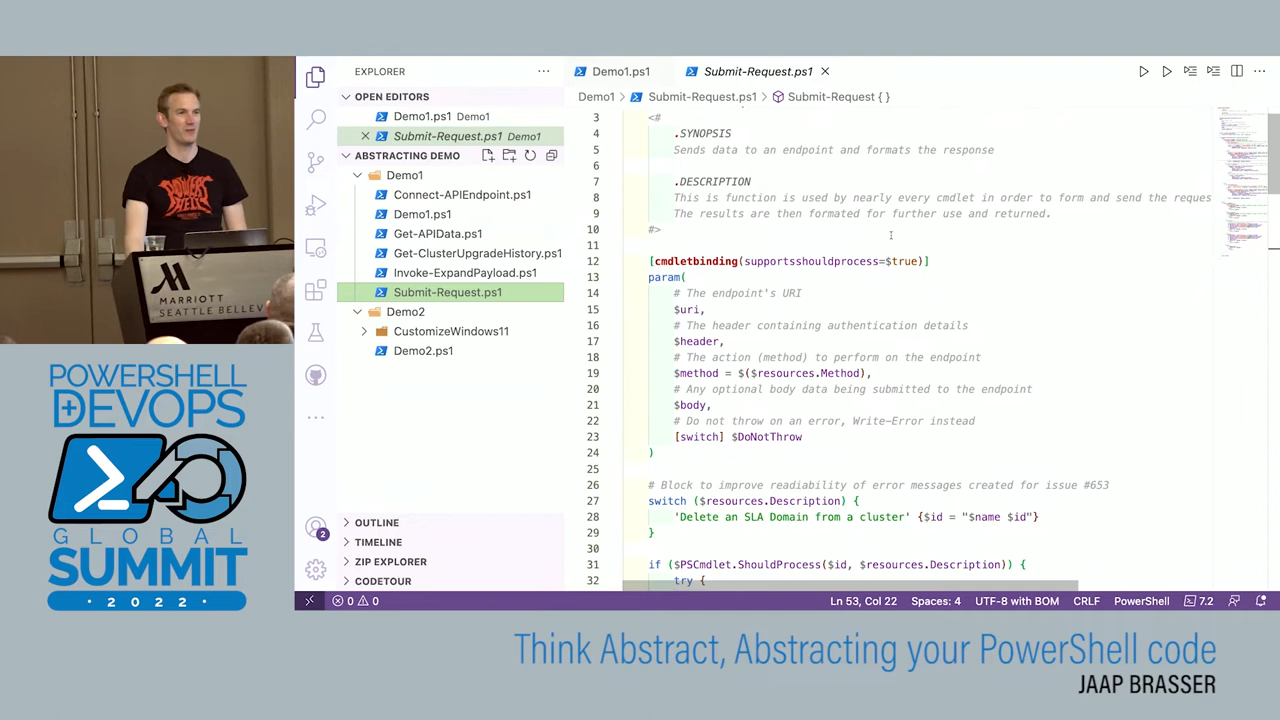 POWERS
HELL
MARRIOTT
SEATTLE BELLEV
POWERSHELL
DEVOPS
GLOBAL
SUMMIT
· 2022 ·
EXPLORER
OPEN EDITORS
Demo1.ps1 Demo1
Submit-Request.ps1 Demo1
ABSTRACTING DEMO
Demo1
Connect-APIEndpoint.ps1
Demo1.ps1
Get-APIData.ps1
Get-ClusterUpgradeHistory.ps1
Invoke-ExpandPayload.ps1
Submit-Request.ps1
Demo2
CustomizeWindows11
Demo2.ps1
OUTLINE
TIMELINE
ZIP EXPLORER
CODETOUR
2
Demo1.ps1 Submit-Request.ps1
Demo1 > Submit-Request.ps1 > Submit-Request { }
3 <#
4 .SYNOPSIS
5 Sends data to an endpoint and formats the response
6
7 .DESCRIPTION
8 This is function is used by nearly every cmdlet in order to form and send the reques
9 The results are then formated for further use and returned.
10 #>
11
12 [cmdletbinding(supportsshouldprocess=$true)]
13 param(
14 # The endpoint's URI
15 $uri,
16 # The header containing authentication details
17 $header,
18 # The action (method) to perform on the endpoint
19 $method = $($resources.Method),
20 # Any optional body data being submitted to the endpoint
21 $body,
22 # Do not throw on an error, Write-Error instead
23 [switch] $DoNotThrow
24 )
25
26 # Block to improve readiability of error messages created for issue #653
27 switch ($resources.Description) {
28 'Delete an SLA Domain from a cluster' {$id = "$name $id"}
29 }
30
31 if ($PSCmdlet.ShouldProcess($id, $resources.Description)) {
32 try {
0 0 Ln 53, Col 22 Spaces: 4 UTF-8 with BOM CRLF PowerShell 7.2
Think Abstract, Abstracting your PowerShell code
JAAP BRASSER